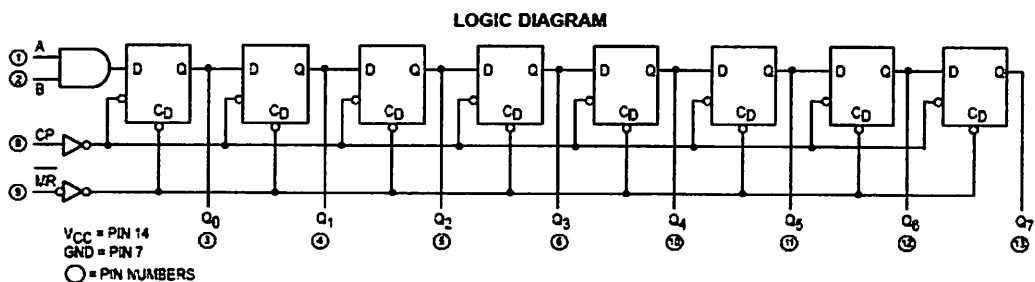 LOGIC DIAGRAM
1 A
2 B
D Q D Q D Q D Q D Q D Q D Q D Q
CD CD CD CD CD CD CD CD
8 CP
9 MR
Q0 Q1 Q2 Q3 Q4 Q5 Q6 Q7
3 4 5 6 10 11 12 13
VCC = PIN 14
GND = PIN 7
= PIN NUMBERS